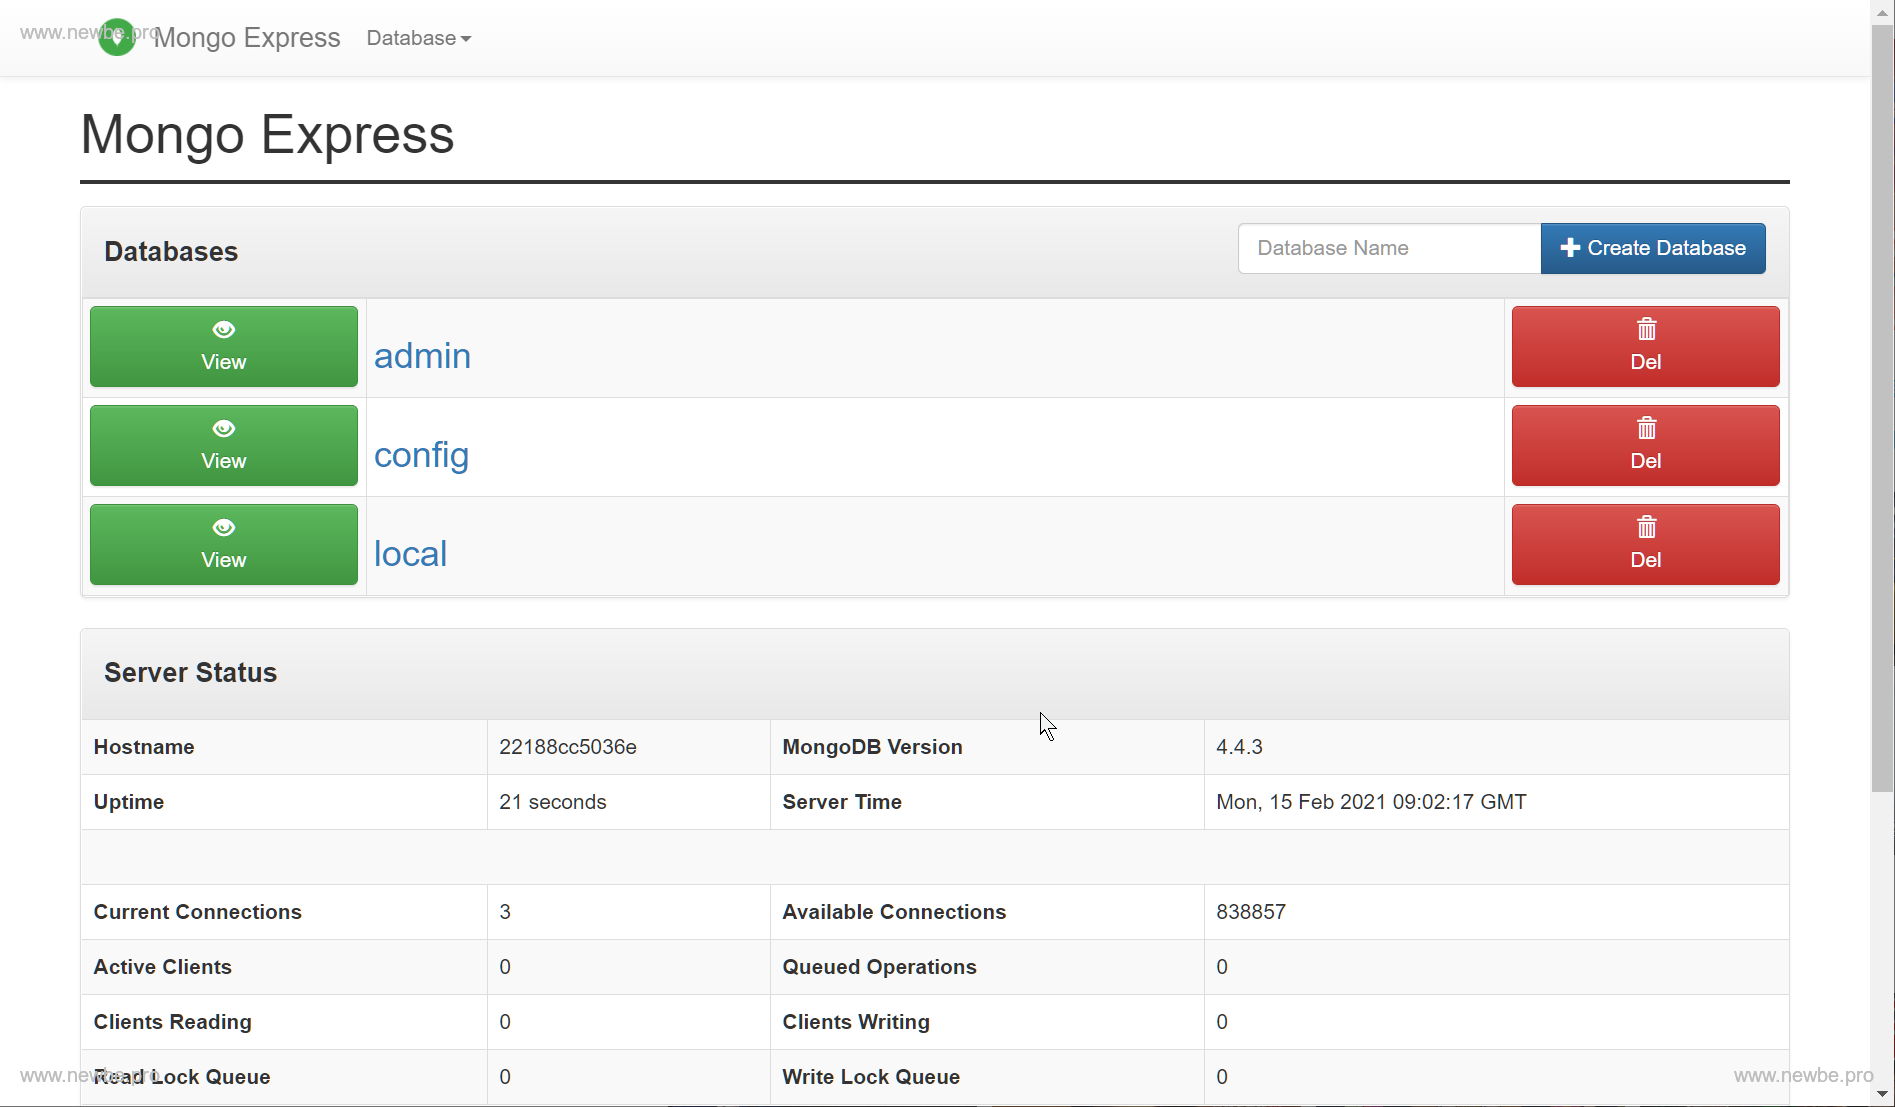 www.newbe.pro
Mongo Express Database
Mongo Express
Databases Database Name Create Database
View admin Del
View config Del
View local Del
Server Status
Hostname 22188cc5036e MongoDB Version 4.4.3
Uptime 21 seconds Server Time Mon, 15 Feb 2021 09:02:17 GMT
Current Connections 3 Available Connections 838857
Active Clients 0 Queued Operations 0
Clients Reading 0 Clients Writing 0
Read Lock Queue 0 Write Lock Queue 0
www.newbe.pro www.newbe.pro